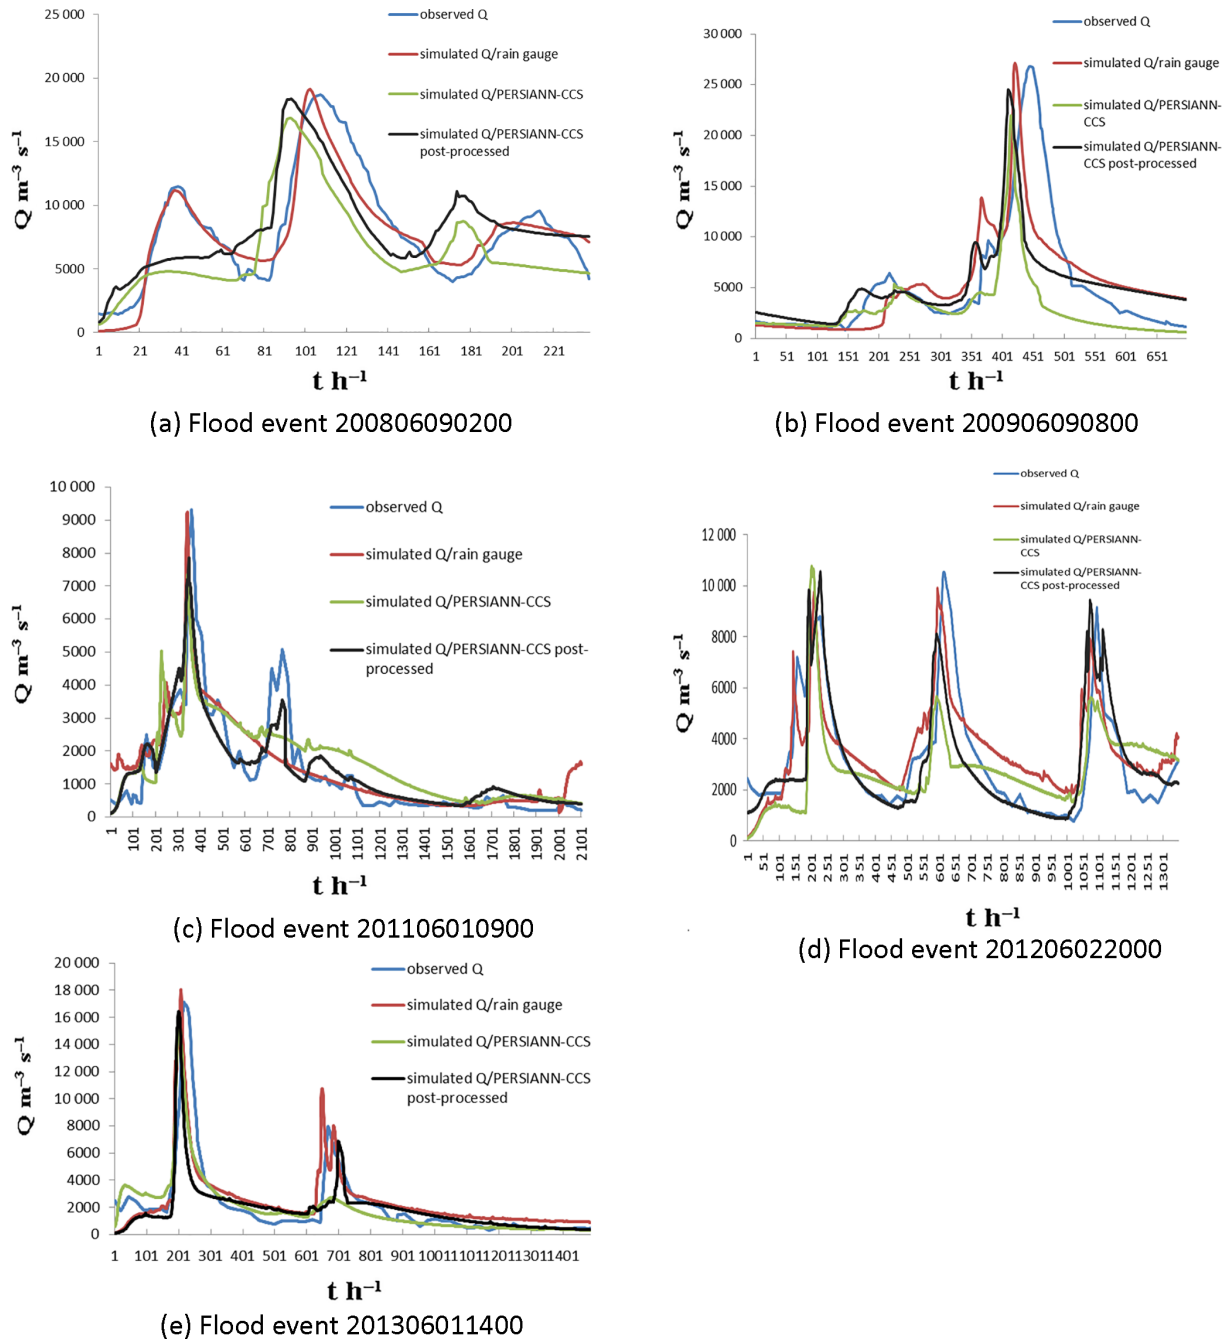 25 000
20 000
15 000
10 000
5000
0
Q m⁻³ s⁻¹
observed Q
simulated Q/rain gauge
simulated Q/PERSIANN-CCS
simulated Q/PERSIANN-CCS
post-processed
1 21 41 61 81 101 121 141 161 181 201 221
t h⁻¹
(a) Flood event 200806090200
30 000
25 000
20 000
15 000
10 000
5000
0
Q m⁻³ s⁻¹
observed Q
simulated Q/rain gauge
simulated Q/PERSIANN-
CCS
simulated Q/PERSIANN-
CCS post-processed
1 51 101 151 201 251 301 351 401 451 501 551 601 651
t h⁻¹
(b) Flood event 200906090800
10 000
9000
8000
7000
6000
5000
4000
3000
2000
1000
0
Q m⁻³ s⁻¹
observed Q
simulated Q/rain gauge
simulated Q/PERSIANN-CCS
simulated Q/PERSIANN-CCS post-
processed
1 101 201 301 401 501 601 701 801 901 1001 1101 1201 1301 1401 1501 1601 1701 1801 1901 2001 2101
t h⁻¹
(c) Flood event 201106010900
12 000
10 000
8000
6000
4000
2000
0
Q m⁻³ s⁻¹
observed Q
simulated Q/rain gauge
simulated Q/PERSIANN-
CCS
simulated Q/PERSIANN-
CCS post-processed
1 51 101 151 201 251 301 351 401 451 501 551 601 651 701 751 801 851 901 951 1001 1051 1101 1151 1201 1251 1301
t h⁻¹
(d) Flood event 201206022000
20 000
18 000
16 000
14 000
12 000
10 000
8000
6000
4000
2000
0
Q m⁻³ s⁻¹
observed Q
simulated Q/rain gauge
simulated Q/PERSIANN-CCS
simulated Q/PERSIANN-CCS
post-processed
1 101 201 301 401 501 601 701 801 901 10011101120113011401
t h⁻¹
(e) Flood event 201306011400